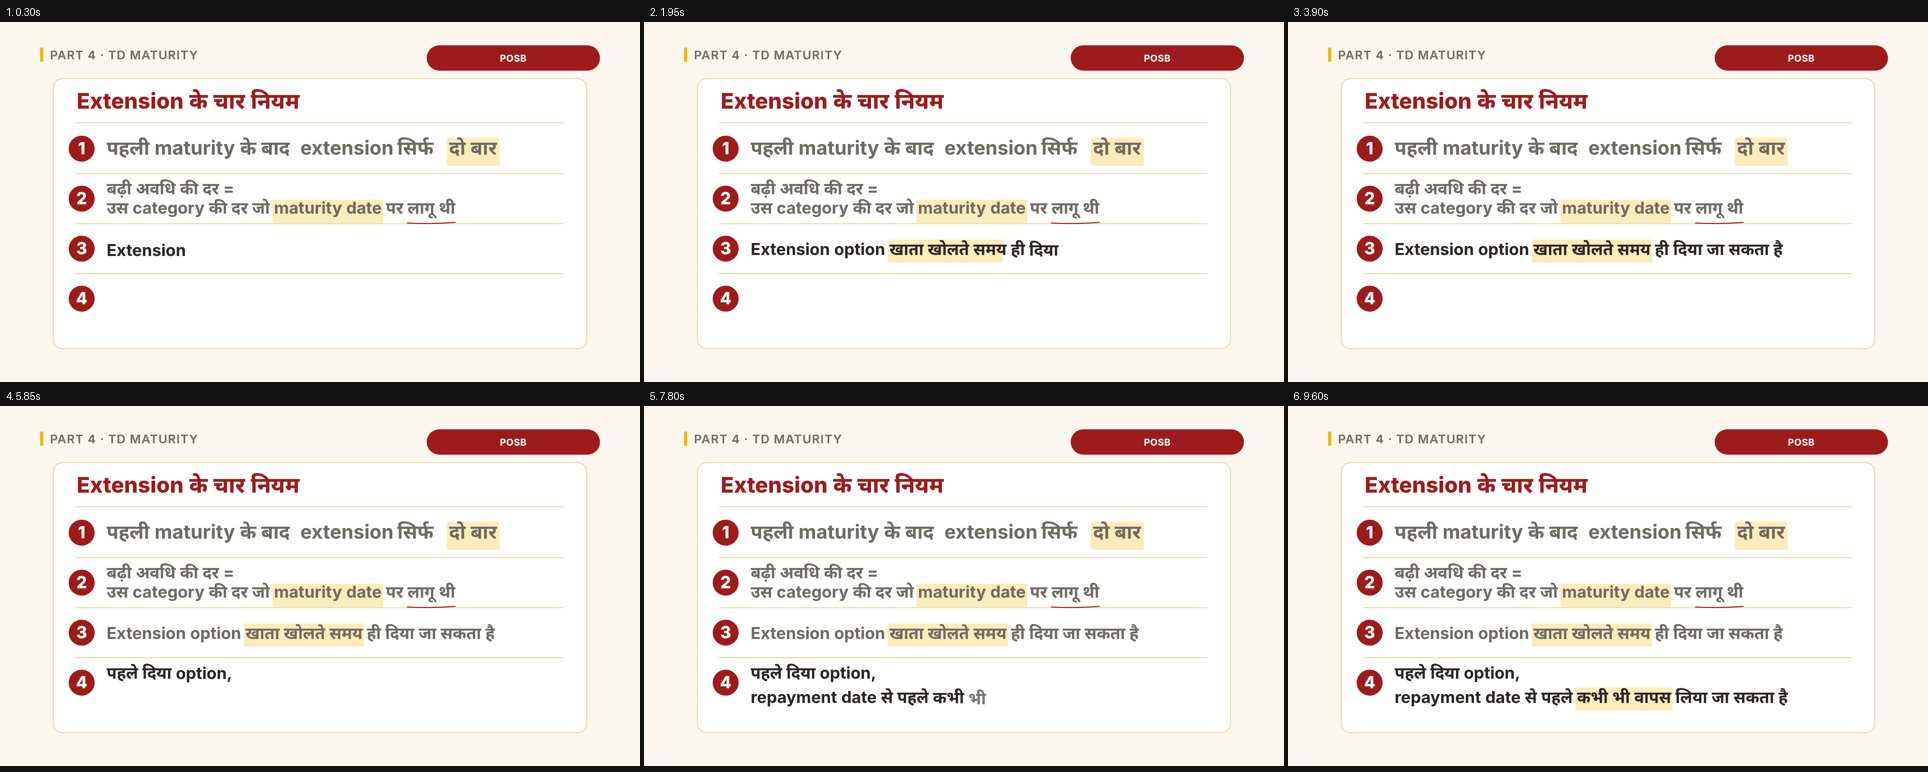 1. 0.30s
PART 4 · TD MATURITY
POSB
Extension के चार नियम
1 पहली maturity के बाद extension सिर्फ दो बार
2 बढ़ी अवधि की दर =
उस category की दर जो maturity date पर लागू थी
3 Extension
4
2. 1.95s
PART 4 · TD MATURITY
POSB
Extension के चार नियम
1 पहली maturity के बाद extension सिर्फ दो बार
2 बढ़ी अवधि की दर =
उस category की दर जो maturity date पर लागू थी
3 Extension option खाता खोलते समय ही दिया
4
3. 3.90s
PART 4 · TD MATURITY
POSB
Extension के चार नियम
1 पहली maturity के बाद extension सिर्फ दो बार
2 बढ़ी अवधि की दर =
उस category की दर जो maturity date पर लागू थी
3 Extension option खाता खोलते समय ही दिया जा सकता है
4
4. 5.85s
PART 4 · TD MATURITY
POSB
Extension के चार नियम
1 पहली maturity के बाद extension सिर्फ दो बार
2 बढ़ी अवधि की दर =
उस category की दर जो maturity date पर लागू थी
3 Extension option खाता खोलते समय ही दिया जा सकता है
4 पहले दिया option,
5. 7.80s
PART 4 · TD MATURITY
POSB
Extension के चार नियम
1 पहली maturity के बाद extension सिर्फ दो बार
2 बढ़ी अवधि की दर =
उस category की दर जो maturity date पर लागू थी
3 Extension option खाता खोलते समय ही दिया जा सकता है
4 पहले दिया option,
repayment date से पहले कभी भी
6. 9.60s
PART 4 · TD MATURITY
POSB
Extension के चार नियम
1 पहली maturity के बाद extension सिर्फ दो बार
2 बढ़ी अवधि की दर =
उस category की दर जो maturity date पर लागू थी
3 Extension option खाता खोलते समय ही दिया जा सकता है
4 पहले दिया option,
repayment date से पहले कभी भी वापस लिया जा सकता है